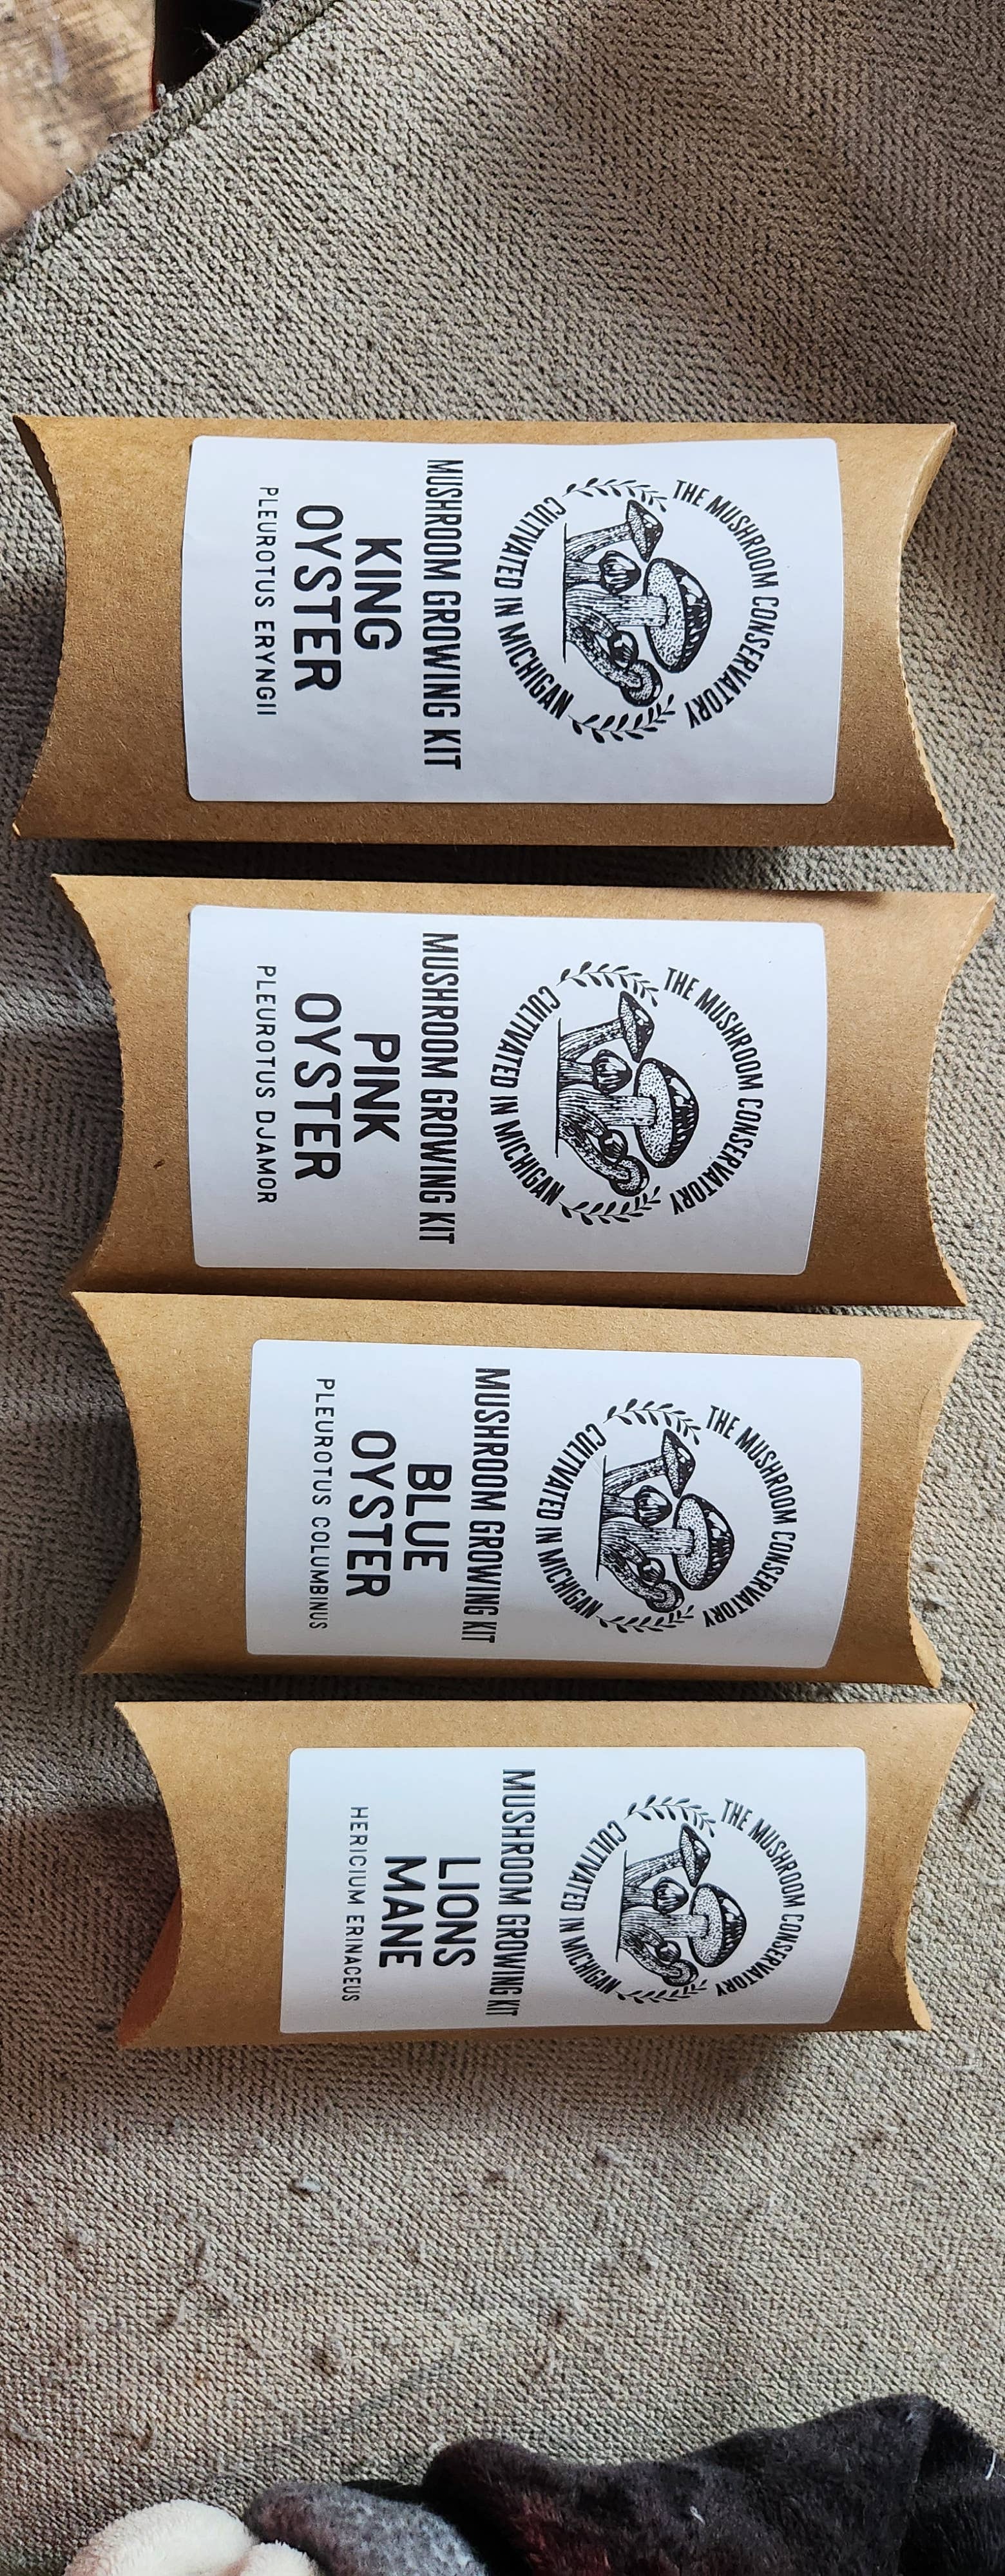 THE MUSHROOM CONSERVATORY
CULTIVATED IN MICHIGAN
MUSHROOM GROWING KIT
KING
OYSTER
PLEUROTUS ERYNGII
THE MUSHROOM CONSERVATORY
CULTIVATED IN MICHIGAN
MUSHROOM GROWING KIT
PINK
OYSTER
PLEUROTUS DJAMOR
THE MUSHROOM CONSERVATORY
CULTIVATED IN MICHIGAN
MUSHROOM GROWING KIT
BLUE
OYSTER
PLEUROTUS COLUMBINUS
THE MUSHROOM CONSERVATORY
CULTIVATED IN MICHIGAN
MUSHROOM GROWING KIT
LIONS
MANE
HERICIUM ERINACEUS